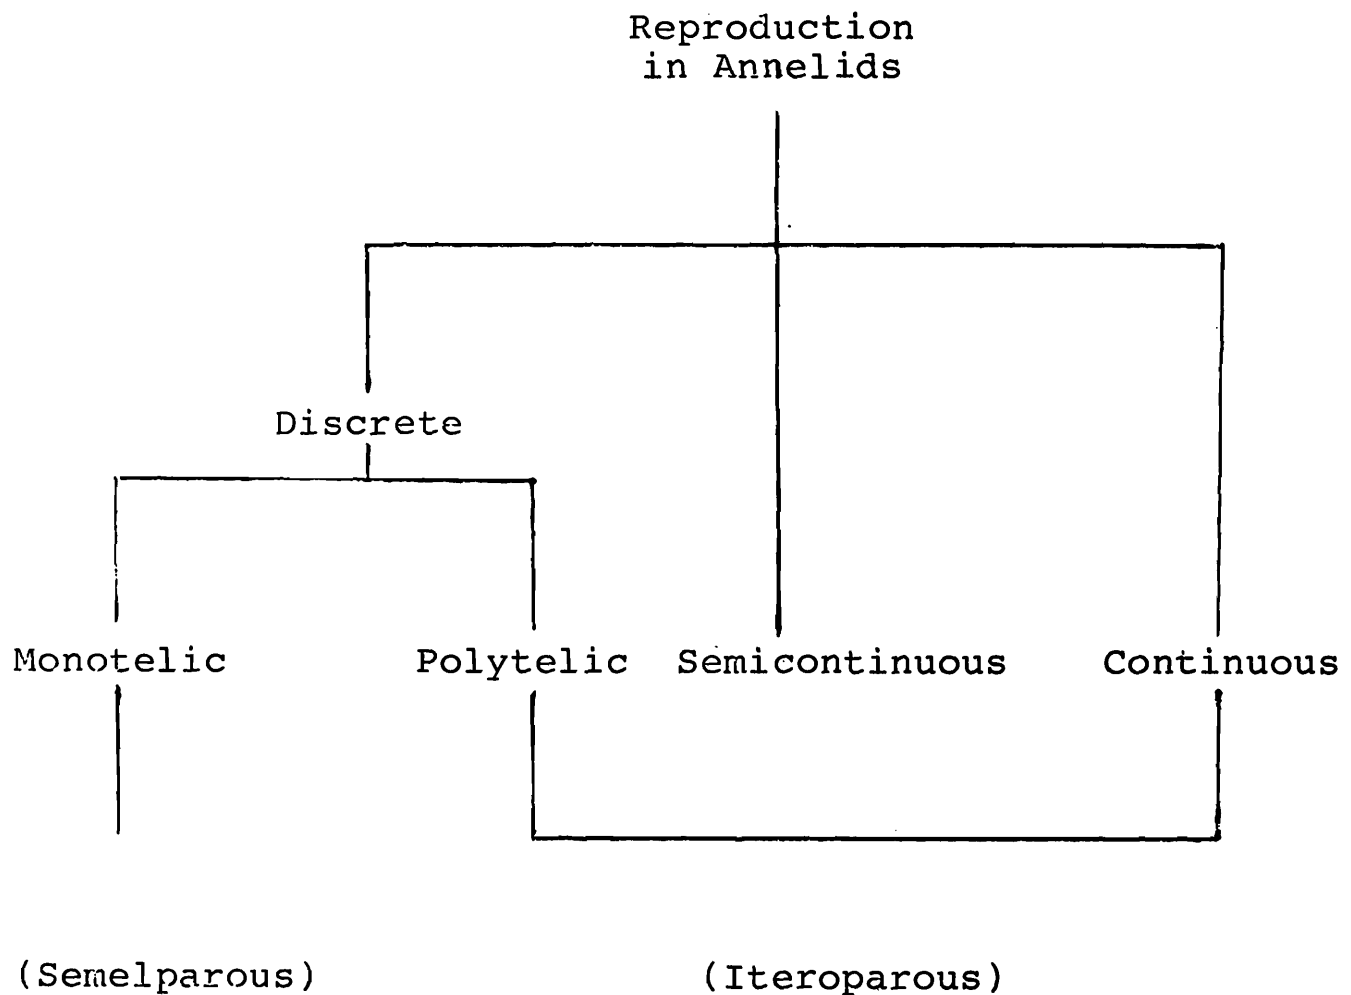 Reproduction
in Annelids
Discrete
Monotelic Polytelic Semicontinuous Continuous
(Semelparous) (Iteroparous)